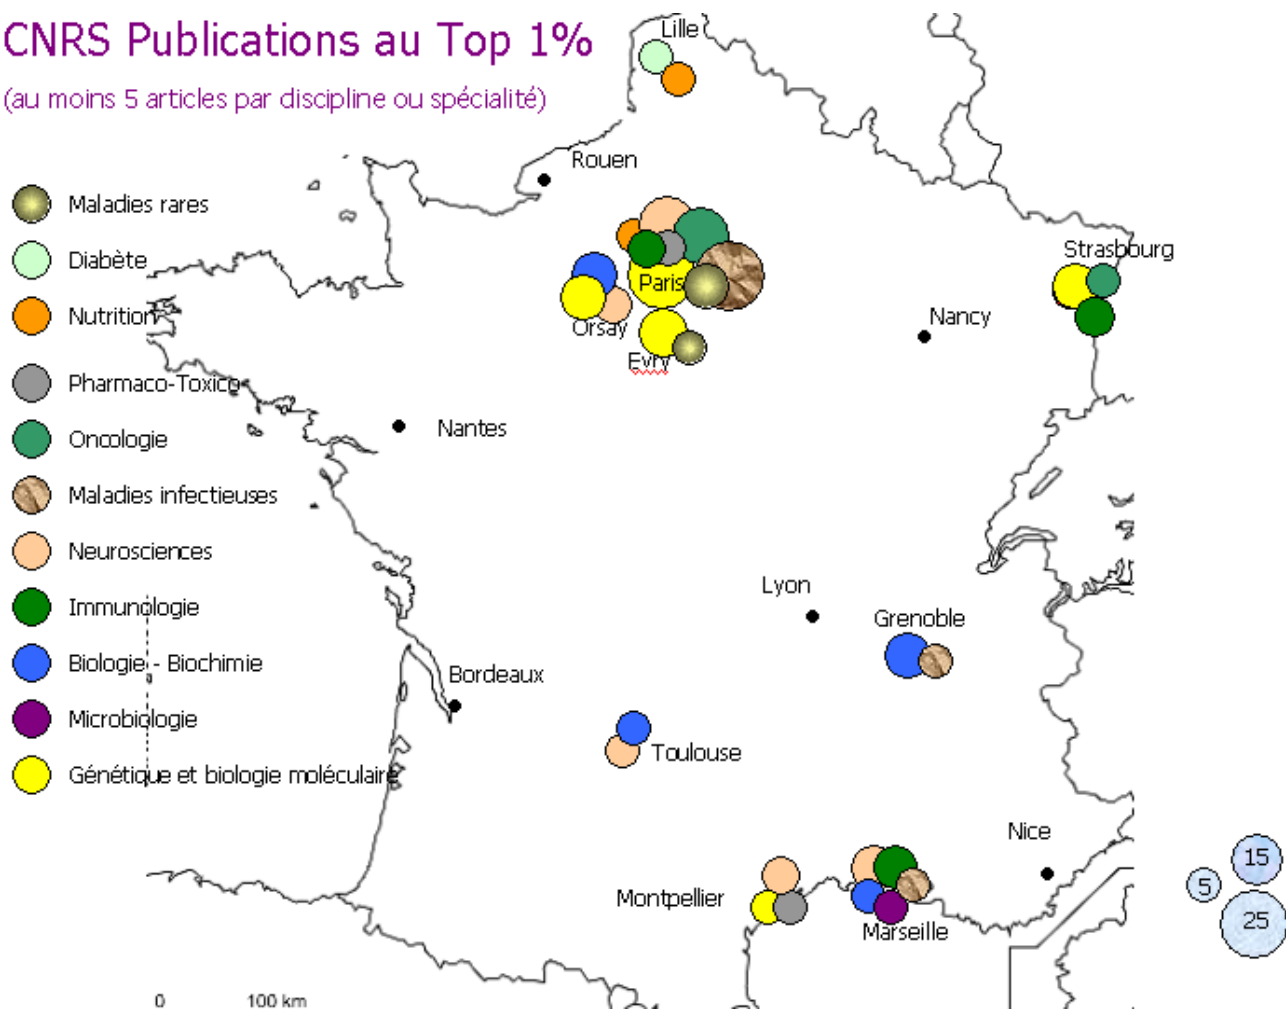 CNRS Publications au Top 1%
(au moins 5 articles par discipline ou spécialité)
Lille
Rouen
Maladies rares
Diabète
Nutrition
Pharmaco-Toxico
Oncologie
Maladies infectieuses
Neurosciences
Immunologie
Biologie - Biochimie
Microbiologie
Génétique et biologie moléculaire
Strasbourg
Paris
Orsay
Evry
Nancy
Nantes
Lyon
Grenoble
Bordeaux
Toulouse
Nice
Montpellier
Marseille
15
5
25
0 100 km